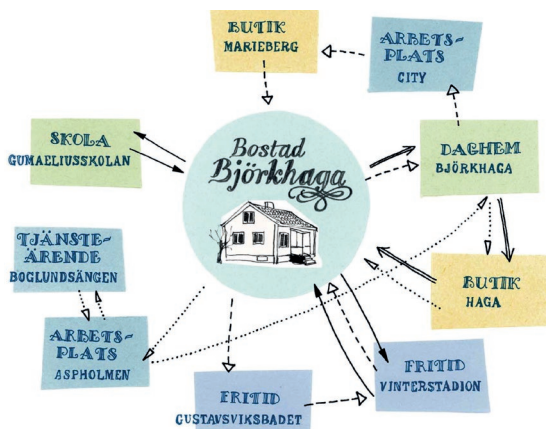 BUTIK
MARIEBERG
ARBETS-
PLATS
CITY
SKOLA
GUMAELIUSSKOLAN
Bostad
Björkhaga
DAGHEM
BJÖRKHAGA
TJÄNSTE-
ÄRENDE
BOGLUNDSÄNGEN
BUTIK
HAGA
ARBETS-
PLATS
ASPHOLMEN
FRITID
GUSTAVSVIKSBADET
FRITID
VINTERSTADION